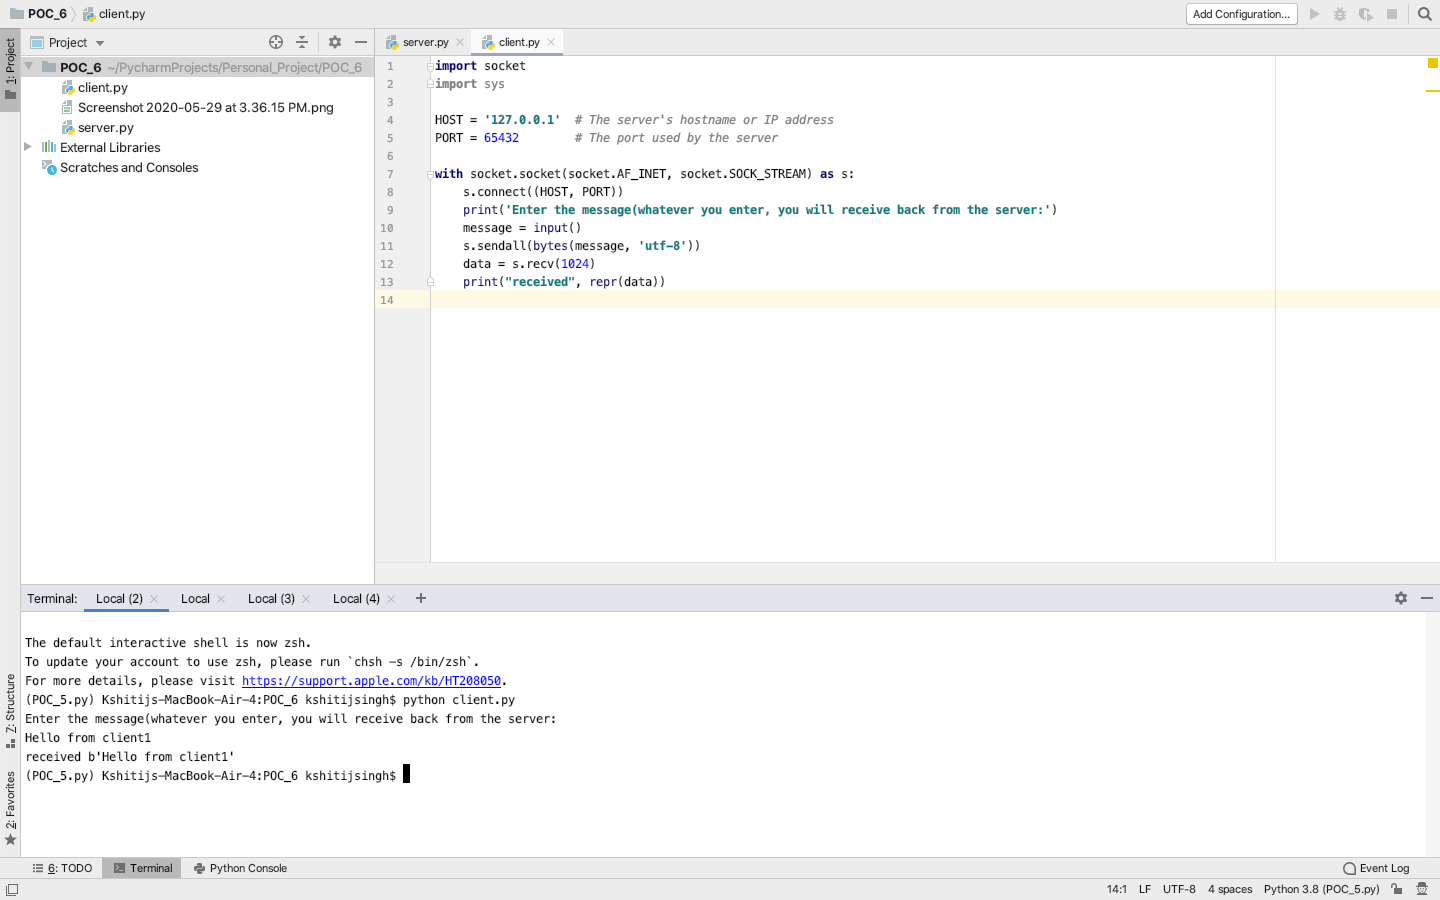 POC_6 client.py Add Configuration...
1: Project
Project
server.py client.py
POC_6 ~/PycharmProjects/Personal_Project/POC_6
client.py
Screenshot 2020-05-29 at 3.36.15 PM.png
server.py
External Libraries
Scratches and Consoles
1 import socket
2 import sys
3
4 HOST = '127.0.0.1'  # The server's hostname or IP address
5 PORT = 65432        # The port used by the server
6
7 with socket.socket(socket.AF_INET, socket.SOCK_STREAM) as s:
8     s.connect((HOST, PORT))
9     print('Enter the message(whatever you enter, you will receive back from the server:')
10     message = input()
11     s.sendall(bytes(message, 'utf-8'))
12     data = s.recv(1024)
13     print("received", repr(data))
14
Terminal: Local (2) Local Local (3) Local (4)
The default interactive shell is now zsh.
To update your account to use zsh, please run `chsh -s /bin/zsh`.
For more details, please visit https://support.apple.com/kb/HT208050.
(POC_5.py) Kshitijs-MacBook-Air-4:POC_6 kshitijsingh$ python client.py
Enter the message(whatever you enter, you will receive back from the server:
Hello from client1
received b'Hello from client1'
(POC_5.py) Kshitijs-MacBook-Air-4:POC_6 kshitijsingh$
Z: Structure
2: Favorites
6: TODO Terminal Python Console Event Log
14:1 LF UTF-8 4 spaces Python 3.8 (POC_5.py)